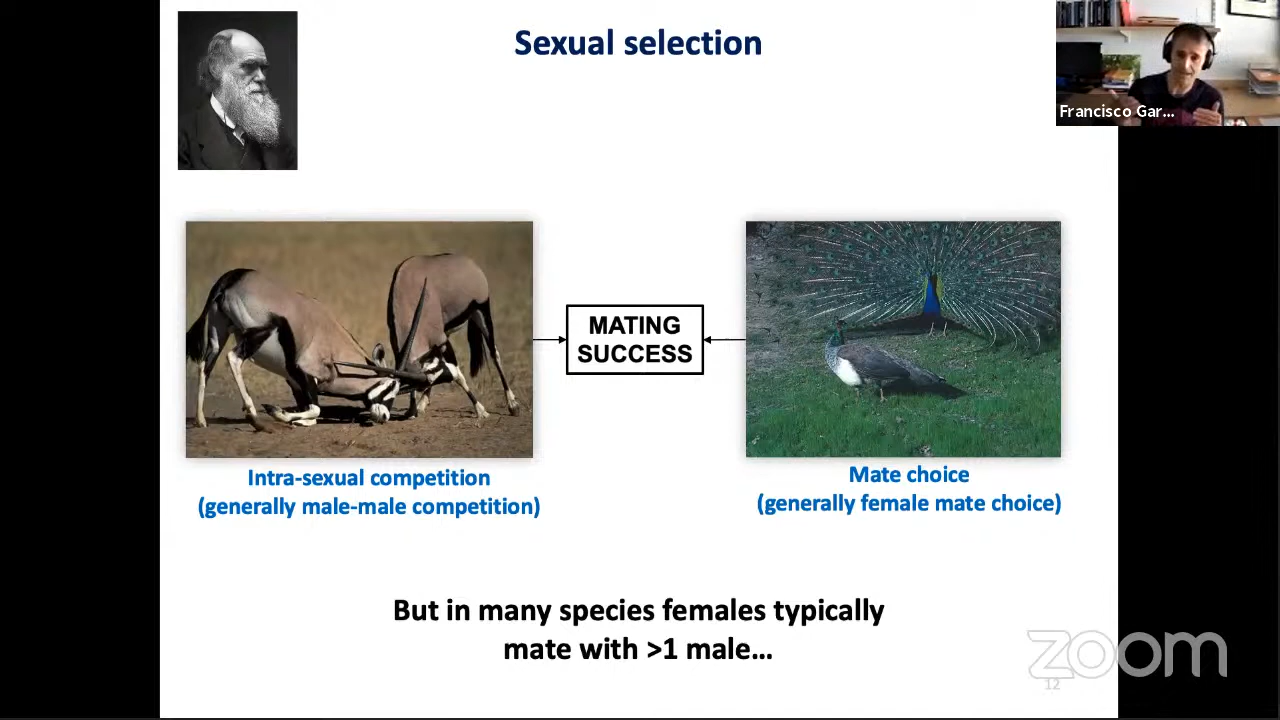 Sexual selection
Francisco Gar...
MATING
SUCCESS
Intra-sexual competition
(generally male-male competition)
Mate choice
(generally female mate choice)
But in many species females typically
mate with >1 male...
zoom
12